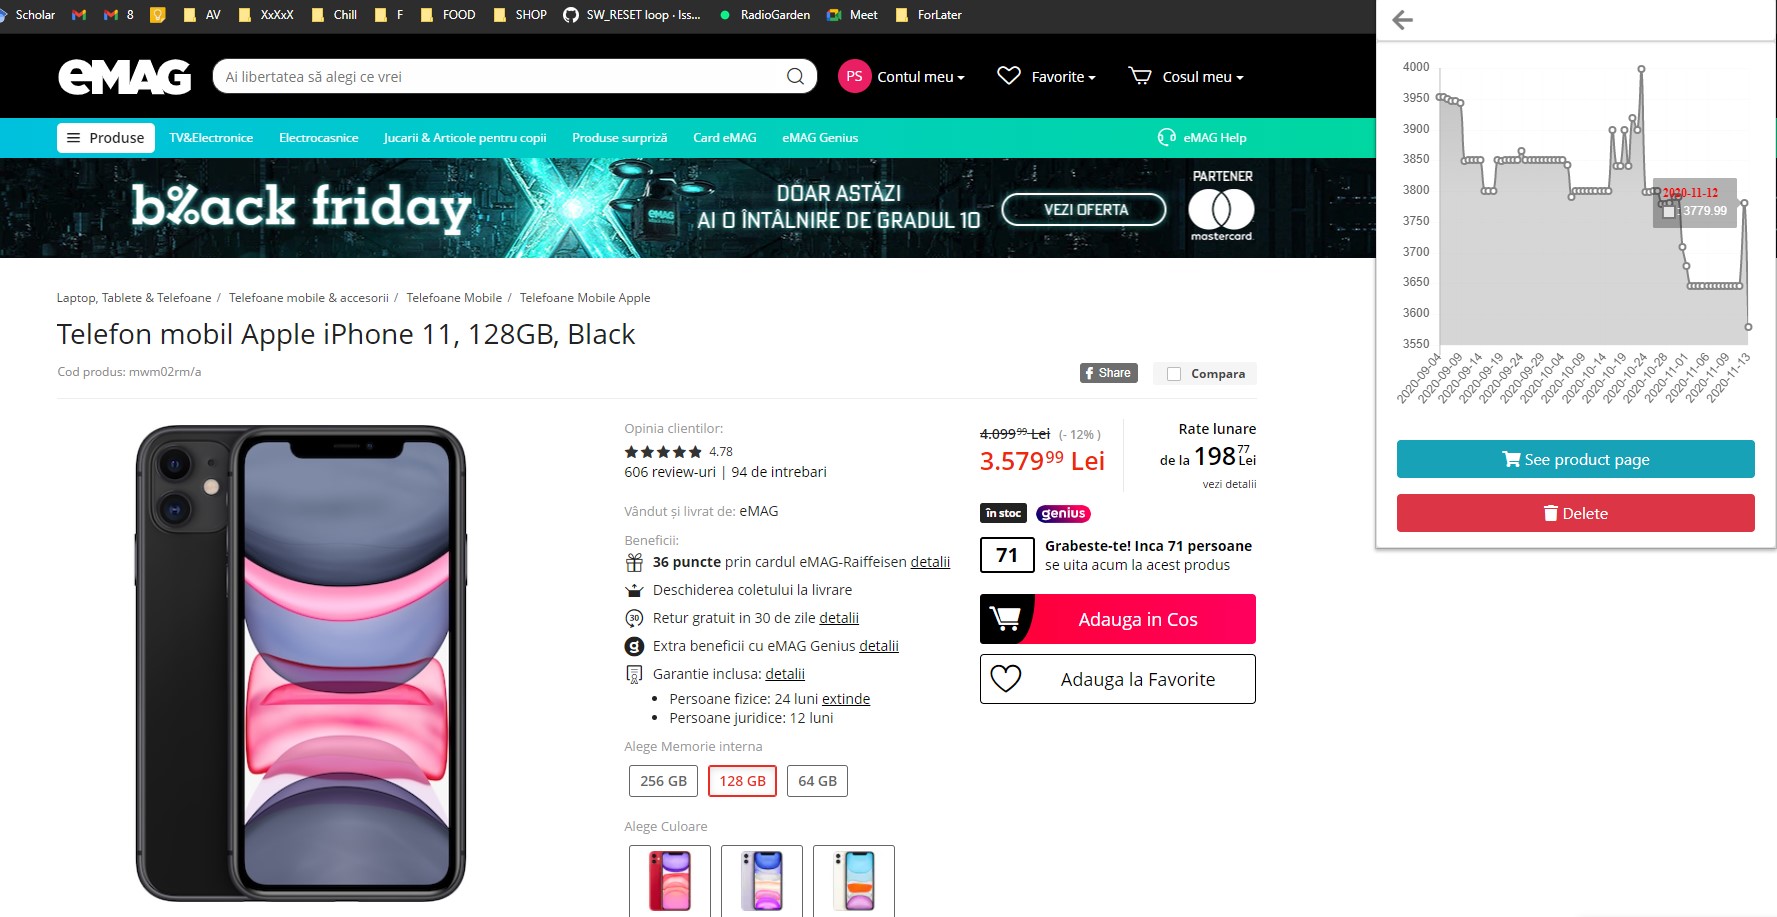 Scholar
8
AV
XxXxX
Chill
F
FOOD
SHOP
SW_RESET loop · Iss...
RadioGarden
Meet
ForLater
eMAG
Ai libertatea să alegi ce vrei
PS
Contul meu
Favorite
Cosul meu
Produse
TV&Electronice
Electrocasnice
Jucarii & Articole pentru copii
Produse surpriză
Card eMAG
eMAG Genius
eMAG Help
b%ack friday
eMAG
DOAR ASTĂZI
AI O ÎNTÂLNIRE DE GRADUL 10
VEZI OFERTA
PARTENER
mastercard.
Laptop, Tablete & Telefoane / Telefoane mobile & accesorii / Telefoane Mobile / Telefoane Mobile Apple
Telefon mobil Apple iPhone 11, 128GB, Black
Cod produs: mwm02rm/a
Share
Compara
Opinia clientilor:
4.78
606 review-uri | 94 de intrebari
Vândut și livrat de: eMAG
Beneficii:
36 puncte prin cardul eMAG-Raiffeisen detalii
Deschiderea coletului la livrare
30
Retur gratuit in 30 de zile detalii
g
Extra beneficii cu eMAG Genius detalii
Garantie inclusa: detalii
• Persoane fizice: 24 luni extinde
• Persoane juridice: 12 luni
Alege Memorie interna
256 GB
128 GB
64 GB
Alege Culoare
4.099⁹⁹ Lei (- 12% )
3.579⁹⁹ Lei
Rate lunare
de la 198⁷⁷ Lei
vezi detalii
în stoc
genius
71
Grabeste-te! Inca 71 persoane
se uita acum la acest produs
Adauga in Cos
Adauga la Favorite
4000
3950
3900
3850
3800
3750
3700
3650
3600
3550
2020-11-12
3779.99
2020-09-04
2020-09-09
2020-09-14
2020-09-19
2020-09-24
2020-09-29
2020-10-04
2020-10-09
2020-10-14
2020-10-19
2020-10-24
2020-10-28
2020-11-01
2020-11-06
2020-11-09
2020-11-13
See product page
Delete